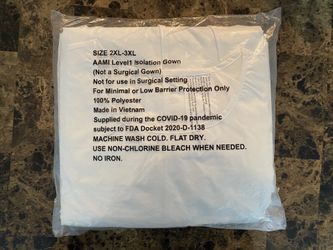 SIZE 2XL-3XL
AAMI Level1 Isolation Gown
(Not a Surgical Gown)
Not for use in Surgical Setting
For Minimal or Low Barrier Protection Only
100% Polyester
Made in Vietnam
Supplied during the COVID-19 pandemic
subject to FDA Docket 2020-D-1138
MACHINE WASH COLD. FLAT DRY.
USE NON-CHLORINE BLEACH WHEN NEEDED.
NO IRON.